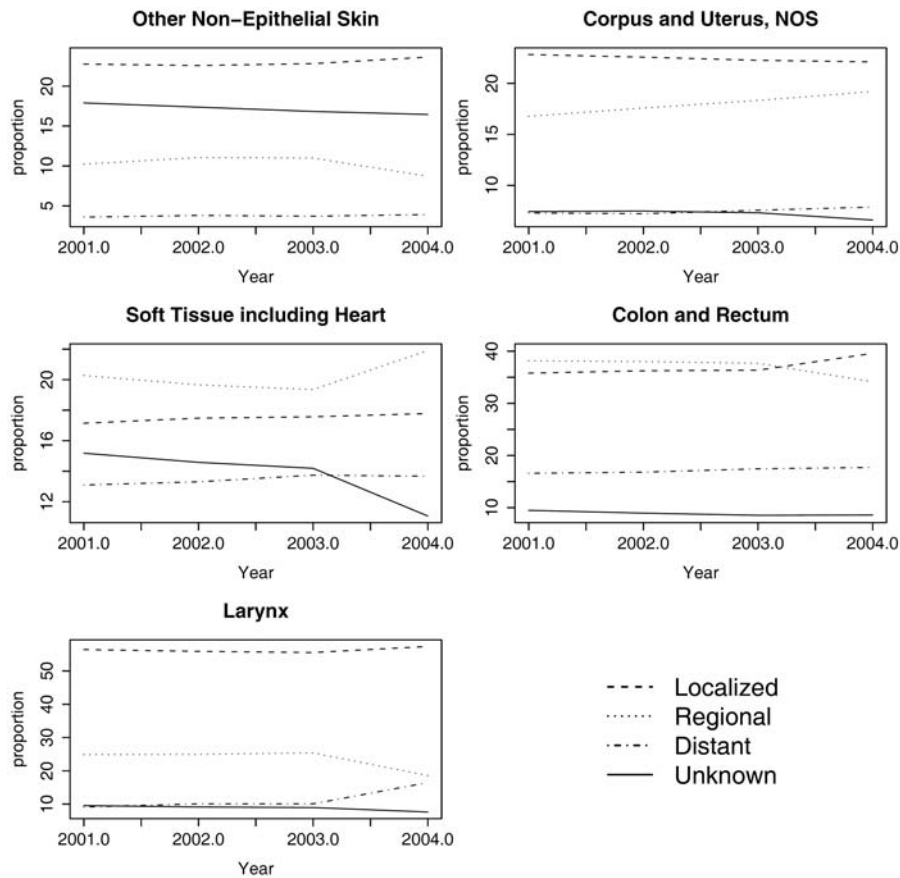 Other Non−Epithelial Skin
proportion
5
10
15
20
2001.0 2002.0 2003.0 2004.0
Year
Corpus and Uterus, NOS
proportion
10
15
20
2001.0 2002.0 2003.0 2004.0
Year
Soft Tissue including Heart
proportion
12
16
20
2001.0 2002.0 2003.0 2004.0
Year
Colon and Rectum
proportion
10
20
30
40
2001.0 2002.0 2003.0 2004.0
Year
Larynx
proportion
10
20
30
40
50
2001.0 2002.0 2003.0 2004.0
Year
Localized
Regional
Distant
Unknown